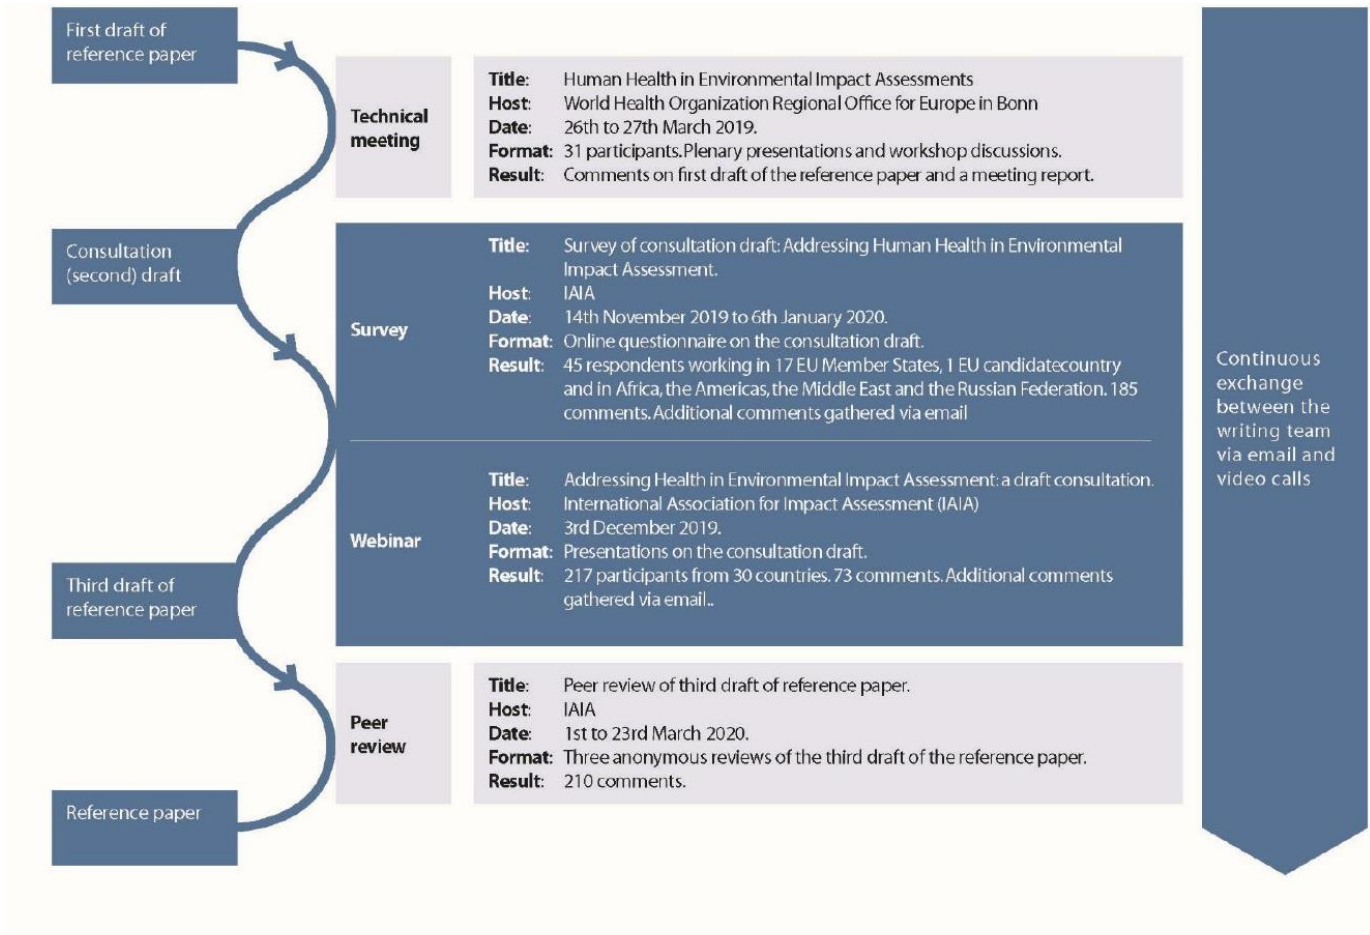 First draft of
reference paper
Technical
meeting
Title: Human Health in Environmental Impact Assessments
Host: World Health Organization Regional Office for Europe in Bonn
Date: 26th to 27th March 2019.
Format: 31 participants.Plenary presentations and workshop discussions.
Result: Comments on first draft of the reference paper and a meeting report.
Consultation
(second) draft
Survey
Title: Survey of consultation draft: Addressing Human Health in Environmental
Impact Assessment.
Host: IAIA
Date: 14th November 2019 to 6th January 2020.
Format: Online questionnaire on the consultation draft.
Result: 45 respondents working in 17 EU Member States, 1 EU candidatecountry
and in Africa, the Americas, the Middle East and the Russian Federation. 185
comments. Additional comments gathered via email
Webinar
Title: Addressing Health in Environmental Impact Assessment: a draft consultation.
Host: International Association for Impact Assessment (IAIA)
Date: 3rd December 2019.
Format: Presentations on the consultation draft.
Result: 217 participants from 30 countries. 73 comments. Additional comments
gathered via email..
Third draft of
reference paper
Peer
review
Title: Peer review of third draft of reference paper.
Host: IAIA
Date: 1st to 23rd March 2020.
Format: Three anonymous reviews of the third draft of the reference paper.
Result: 210 comments.
Reference paper
Continuous
exchange
between the
writing team
via email and
video calls